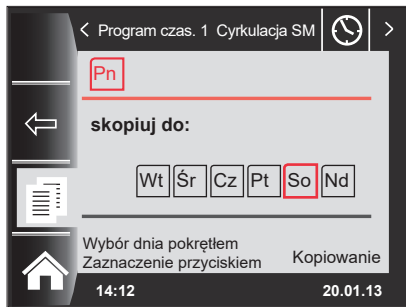 < Program czas. 1 Cyrkulacja SM >
Pn
skopiuj do:
Wt Śr Cz Pt So Nd
Wybór dnia pokrętłem
Zaznaczenie przyciskiem Kopiowanie
14:12 20.01.13